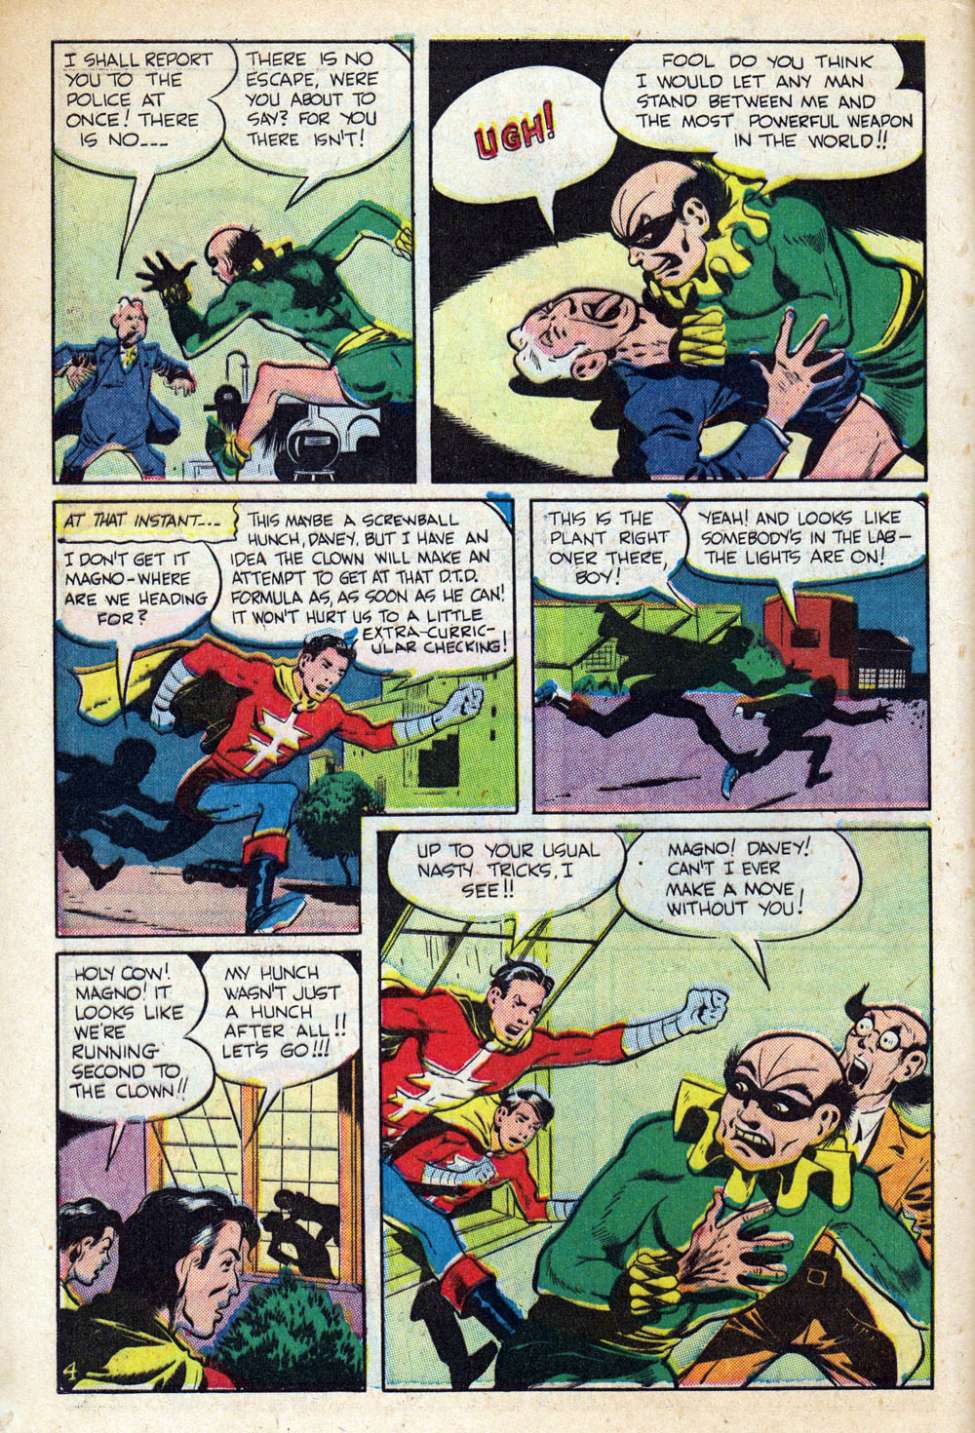 I SHALL REPORT
YOU TO THE
POLICE AT
ONCE! THERE
IS NO---
THERE IS NO
ESCAPE, WERE
YOU ABOUT TO
SAY? FOR YOU
THERE ISN'T!
UGH!
FOOL DO YOU THINK
I WOULD LET ANY MAN
STAND BETWEEN ME AND
THE MOST POWERFUL WEAPON
IN THE WORLD!!
AT THAT INSTANT---
I DON'T GET IT
MAGNO-WHERE
ARE WE HEADING
FOR?
THIS MAYBE A SCREWBALL
HUNCH, DAVEY. BUT I HAVE AN
IDEA THE CLOWN WILL MAKE AN
ATTEMPT TO GET AT THAT D.T.D.
FORMULA AS, AS SOON AS HE CAN!
IT WON'T HURT US TO A LITTLE
EXTRA-CURRIC-
ULAR CHECKING!
THIS IS THE
PLANT RIGHT
OVER THERE,
BOY!
YEAH! AND LOOKS LIKE
SOMEBODY'S IN THE LAB-
THE LIGHTS ARE ON!
HOLY COW!
MAGNO! IT
LOOKS LIKE
WE'RE
RUNNING
SECOND TO
THE CLOWN!!
MY HUNCH
WASN'T JUST
A HUNCH
AFTER ALL!!
LET'S GO!!!
UP TO YOUR USUAL
NASTY TRICKS, I
SEE!!
MAGNO! DAVEY!
CAN'T I EVER
MAKE A MOVE
WITHOUT YOU!
4